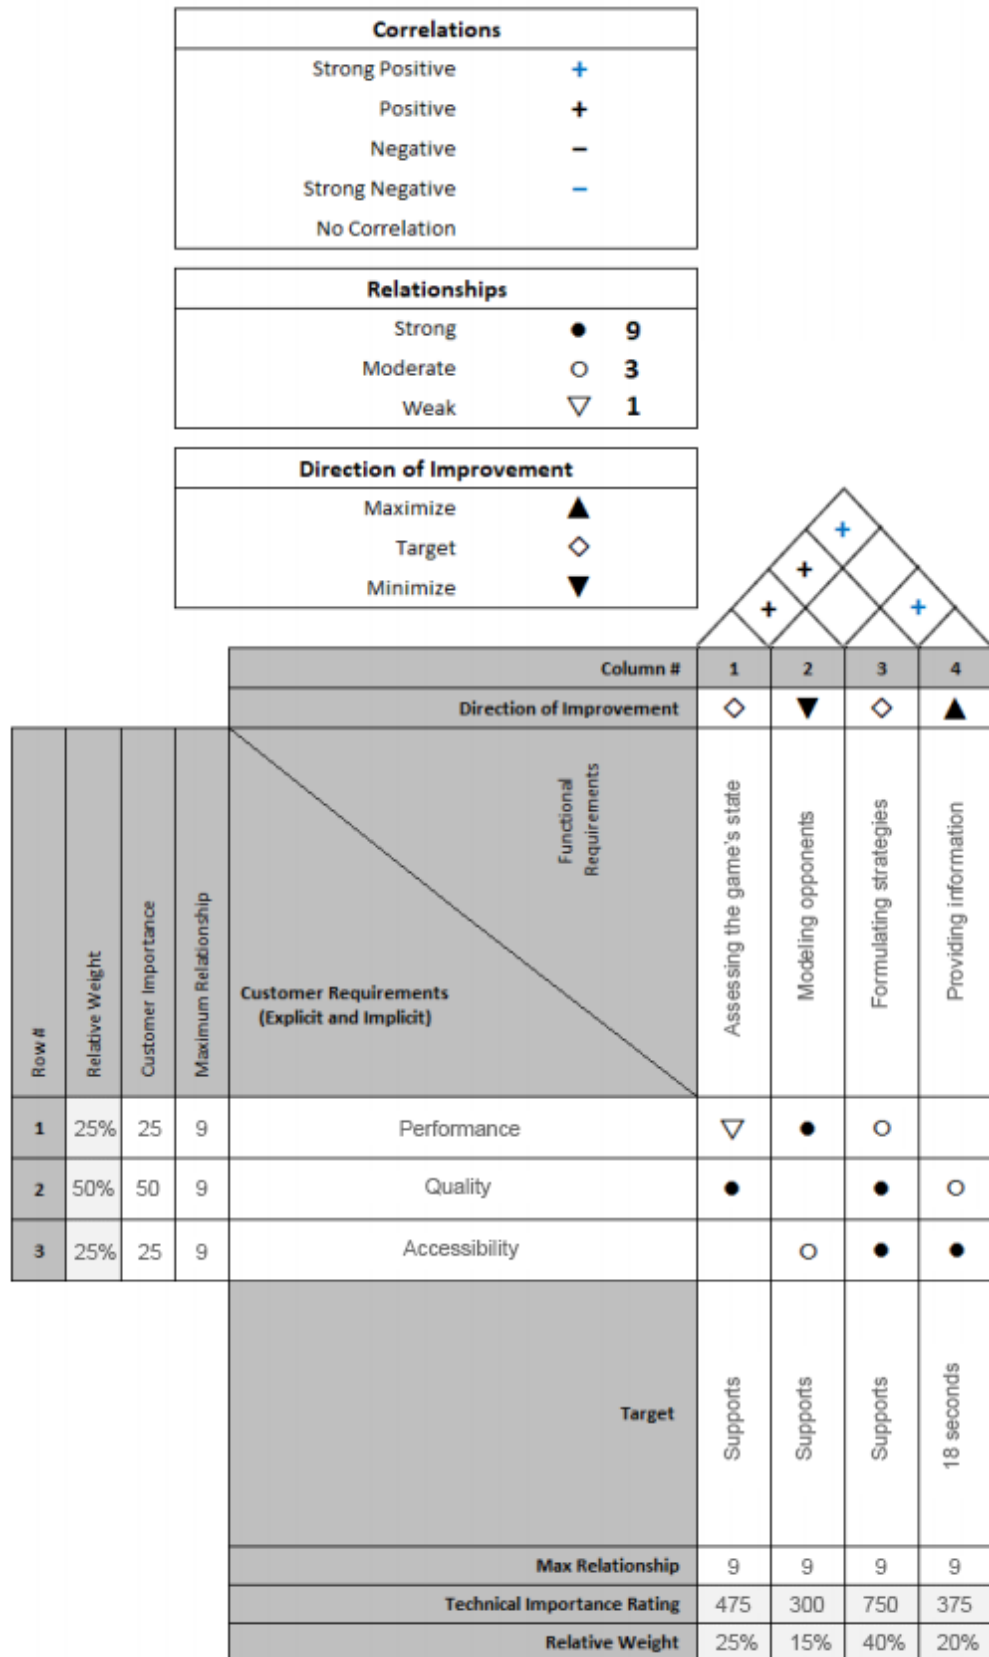 Correlations
Strong Positive +
Positive +
Negative −
Strong Negative −
No Correlation
Relationships
Strong ● 9
Moderate ○ 3
Weak ▽ 1
Direction of Improvement
Maximize ▲
Target ◇
Minimize ▼
+
+
+ +
Column # 1 2 3 4
Direction of Improvement ◇ ▼ ◇ ▲
Row #
Relative Weight
Customer Importance
Maximum Relationship
Customer Requirements
(Explicit and Implicit)
Functional
Requirements
Assessing the game's state
Modeling opponents
Formulating strategies
Providing information
1 25% 25 9 Performance ▽ ● ○
2 50% 50 9 Quality ● ● ○
3 25% 25 9 Accessibility ○ ● ●
Target
Supports
Supports
Supports
18 seconds
Max Relationship 9 9 9 9
Technical Importance Rating 475 300 750 375
Relative Weight 25% 15% 40% 20%